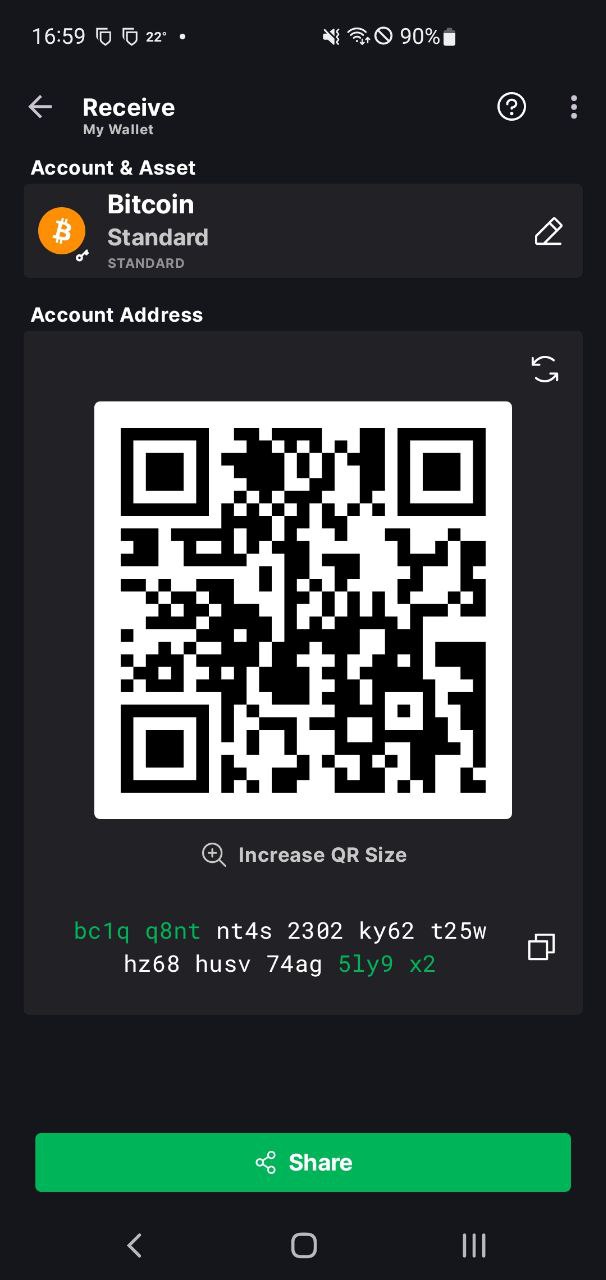 16:59 22° 90%
Receive
My Wallet
Account & Asset
Bitcoin
Standard
STANDARD
Account Address
Increase QR Size
bc1q q8nt nt4s 2302 ky62 t25w
hz68 husv 74ag 5ly9 x2
Share